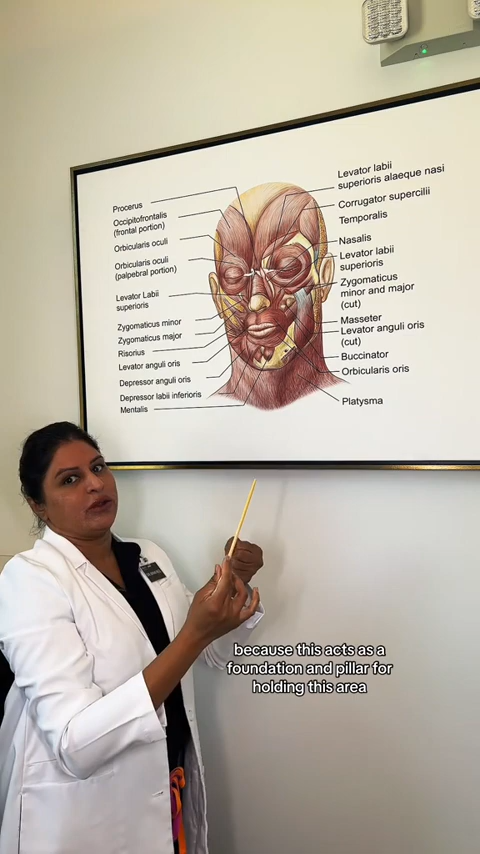 Procerus
Occipitofrontalis
(frontal portion)
Orbicularis oculi
Orbicularis oculi
(palpebral portion)
Levator Labii
superioris
Zygomaticus minor
Zygomaticus major
Risorius
Levator anguli oris
Depressor anguli oris
Depressor labii inferioris
Mentalis
Levator labii
superioris alaeque nasi
Corrugator supercilii
Temporalis
Nasalis
Levator labii
superioris
Zygomaticus
minor and major
(cut)
Masseter
Levator anguli oris
(cut)
Buccinator
Orbicularis oris
Platysma
because this acts as a
foundation and pillar for
holding this area